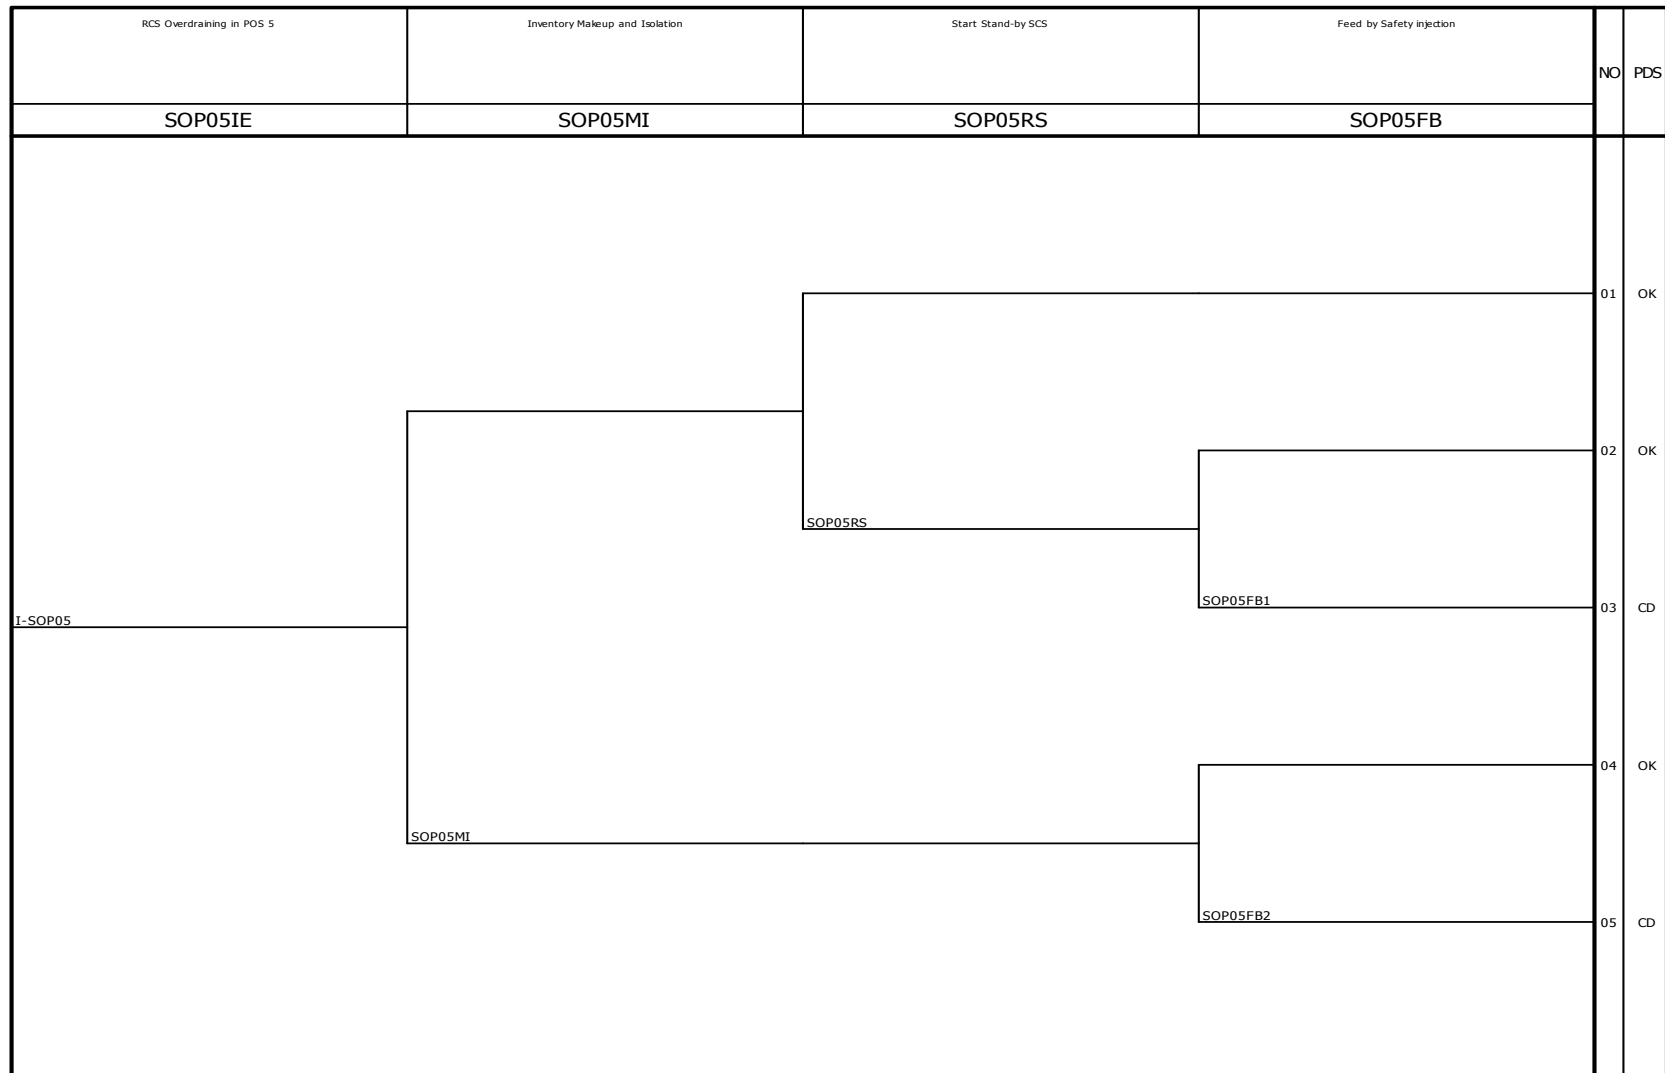 RCS Overdraining in POS 5
Inventory Makeup and Isolation
Start Stand-by SCS
Feed by Safety injection
NO
PDS
SOP05IE
SOP05MI
SOP05RS
SOP05FB
01
OK
02
OK
SOP05RS
SOP05FB1
03
CD
I-SOP05
04
OK
SOP05MI
SOP05FB2
05
CD